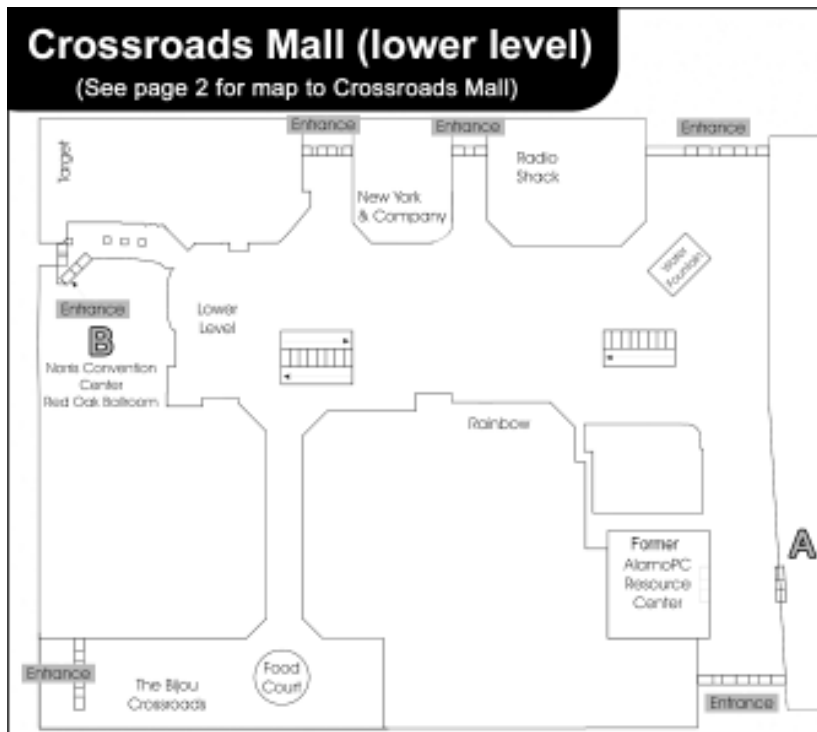 Crossroads Mall (lower level)
(See page 2 for map to Crossroads Mall)
Entrance
Entrance
Entrance
Target
Radio
Shack
New York
& Company
Water
Fountain
Entrance
Lower
Level
B
Norris Convention
Center
Red Oak Ballroom
Rainbow
A
Former
AlamoPC
Resource
Center
Entrance
Food
Court
The Bijou
Crossroads
Entrance